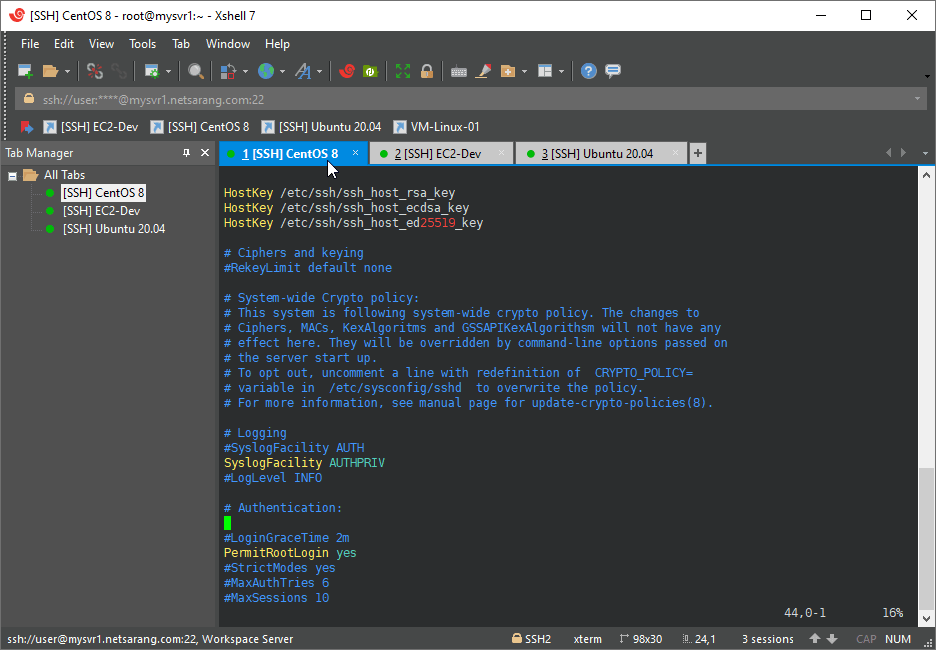 [SSH] CentOS 8 - root@mysvr1:~ - Xshell 7
File Edit View Tools Tab Window Help
ssh://user:****@mysvr1.netsarang.com:22
[SSH] EC2-Dev [SSH] CentOS 8 [SSH] Ubuntu 20.04 VM-Linux-01
Tab Manager
1 [SSH] CentOS 8 2 [SSH] EC2-Dev 3 [SSH] Ubuntu 20.04 +
All Tabs
[SSH] CentOS 8
[SSH] EC2-Dev
[SSH] Ubuntu 20.04
HostKey /etc/ssh/ssh_host_rsa_key
HostKey /etc/ssh/ssh_host_ecdsa_key
HostKey /etc/ssh/ssh_host_ed25519_key
# Ciphers and keying
#RekeyLimit default none
# System-wide Crypto policy:
# This system is following system-wide crypto policy. The changes to
# Ciphers, MACs, KexAlgoritms and GSSAPIKexAlgorithsm will not have any
# effect here. They will be overridden by command-line options passed on
# the server start up.
# To opt out, uncomment a line with redefinition of  CRYPTO_POLICY=
# variable in  /etc/sysconfig/sshd  to overwrite the policy.
# For more information, see manual page for update-crypto-policies(8).
# Logging
#SyslogFacility AUTH
SyslogFacility AUTHPRIV
#LogLevel INFO
# Authentication:
#LoginGraceTime 2m
PermitRootLogin yes
#StrictModes yes
#MaxAuthTries 6
#MaxSessions 10
44,0-1 16%
ssh://user@mysvr1.netsarang.com:22, Workspace Server SSH2 xterm 98x30 24,1 3 sessions CAP NUM